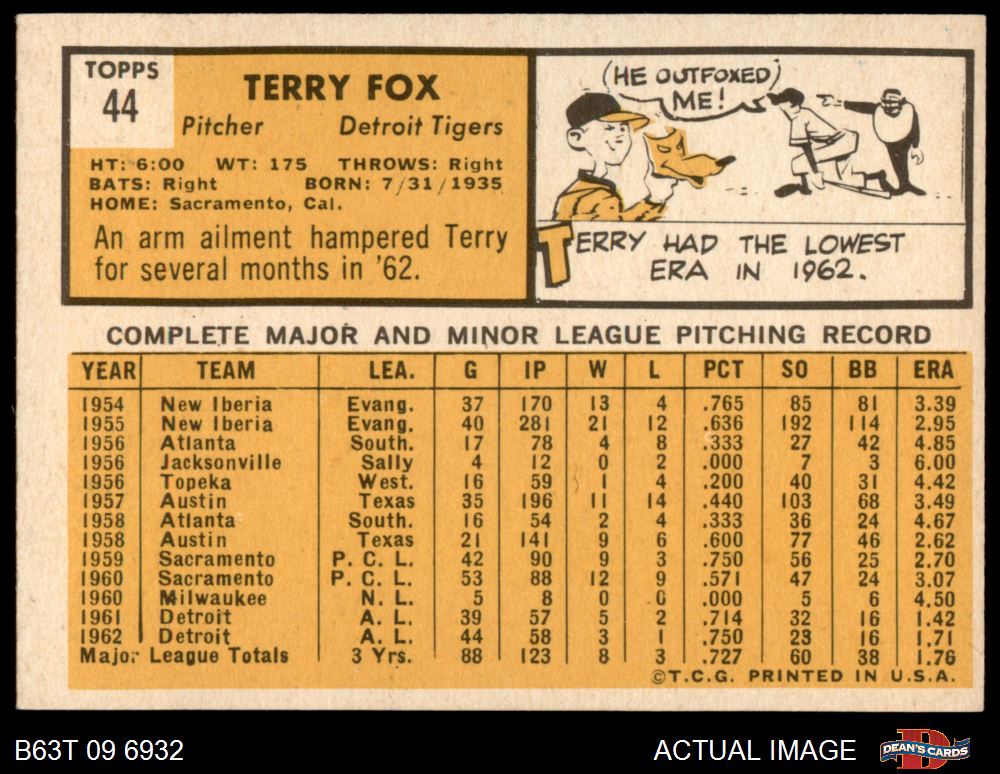 TOPPS
44
TERRY FOX
Pitcher Detroit Tigers
HT: 6:00 WT: 175 THROWS: Right
BATS: Right BORN: 7/31/1935
HOME: Sacramento, Cal.
An arm ailment hampered Terry
for several months in '62.
(HE OUTFOXED
ME!)
TERRY HAD THE LOWEST
ERA IN 1962.
COMPLETE MAJOR AND MINOR LEAGUE PITCHING RECORD
YEAR TEAM LEA. G IP W L PCT SO BB ERA
1954 New Iberia Evang. 37 170 13 4 .765 85 81 3.39
1955 New Iberia Evang. 40 281 21 12 .636 192 114 2.95
1956 Atlanta South. 17 78 4 8 .333 27 42 4.85
1956 Jacksonville Sally 4 12 0 2 .000 7 3 6.00
1956 Topeka West. 16 59 1 4 .200 40 31 4.42
1957 Austin Texas 35 196 11 14 .440 103 68 3.49
1958 Atlanta South. 16 54 2 4 .333 36 24 4.67
1958 Austin Texas 21 141 9 6 .600 77 46 2.62
1959 Sacramento P. C. L. 42 90 9 3 .750 56 25 2.70
1960 Sacramento P. C. L. 53 88 12 9 .571 47 24 3.07
1960 Milwaukee N. L. 5 8 0 0 .000 5 6 4.50
1961 Detroit A. L. 39 57 5 2 .714 32 16 1.42
1962 Detroit A. L. 44 58 3 1 .750 23 16 1.71
Major League Totals 3 Yrs. 88 123 8 3 .727 60 38 1.76
©T.C.G. PRINTED IN U.S.A.
B63T 09 6932 ACTUAL IMAGE DEAN'S CARDS